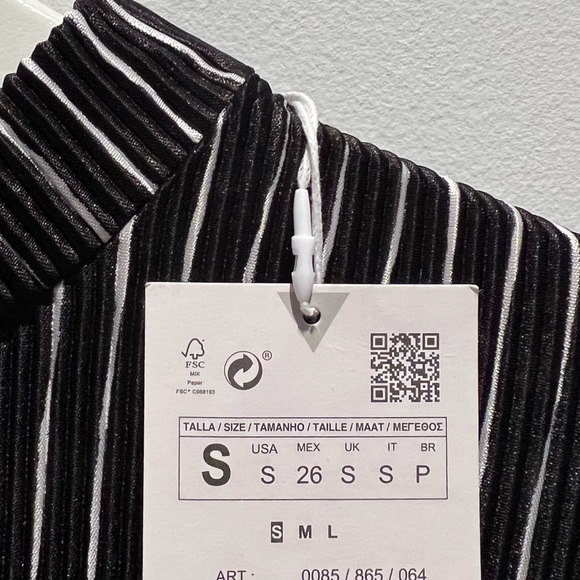 FSC
MIX
Paper
FSC® C068193
®
TALLA / SIZE / TAMANHO / TAILLE / MAAT / ΜΕΓΕΘΟΣ
S
USA MEX UK IT BR
S 26 S S P
S M L
ART.: 0085 / 865 / 064